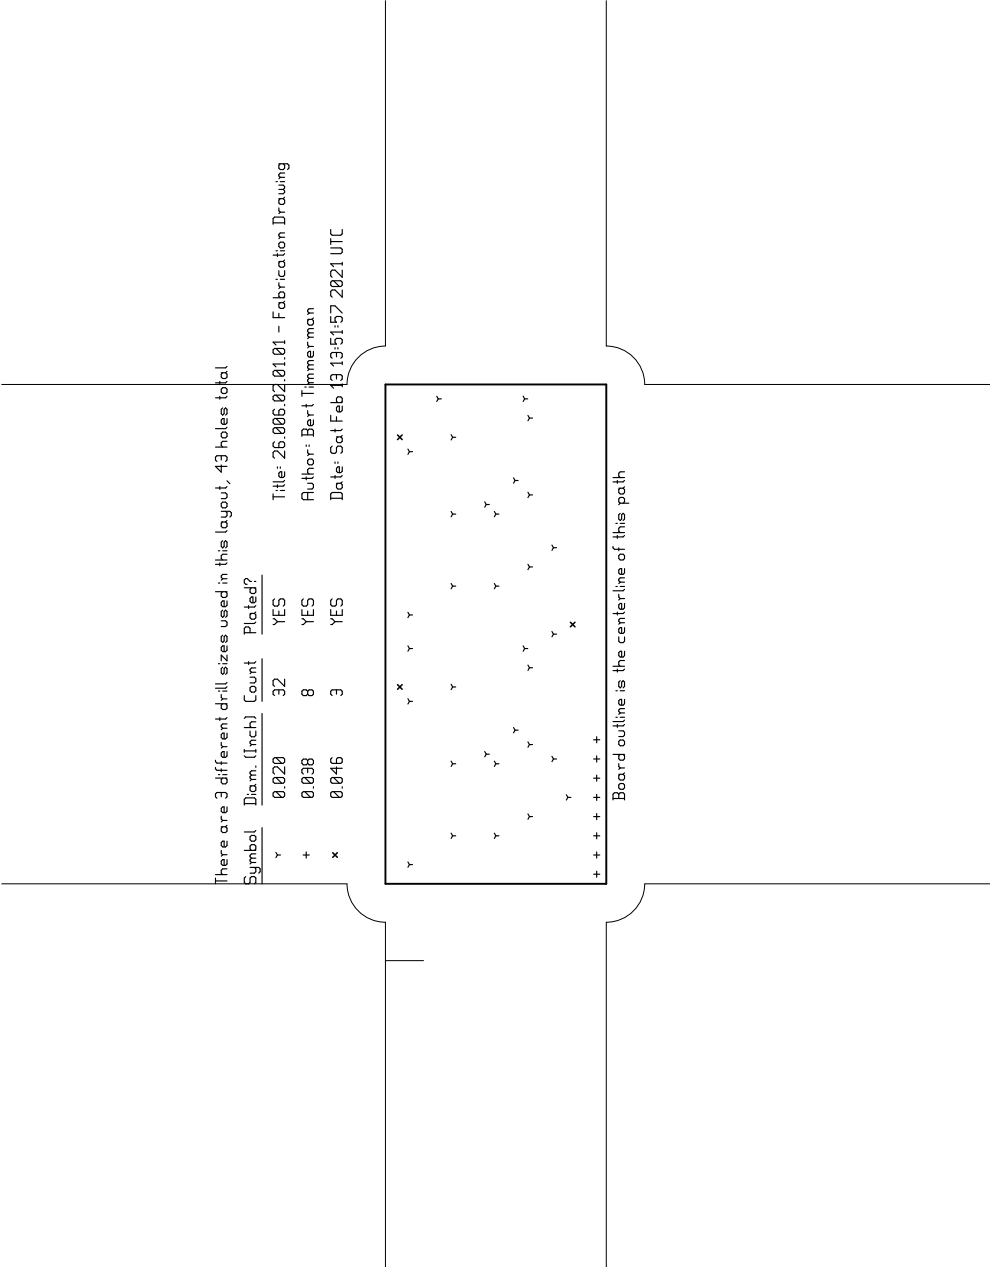 There are 3 different drill sizes used in this layout, 43 holes total
Symbol Diam. (Inch) Count Plated?
Y 0.020 32 YES
+ 0.038 8 YES
x 0.046 3 YES
Title: 26.006.02.01.01 - Fabrication Drawing
Author: Bert Timmerman
Date: Sat Feb 13 13:51:57 2021 UTC
Board outline is the centerline of this path